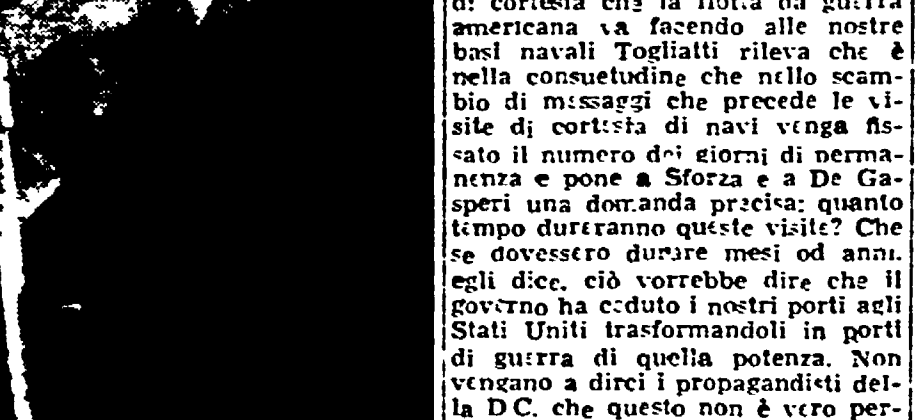 di cortesia che la flotta da guerra
americana va facendo alle nostre
basi navali Togliatti rileva che è
nella consuetudine che nello scam-
bio di messaggi che precede le vi-
site di cortesia di navi venga fis-
sato il numero dei giorni di perma-
nenza e pone a Sforza e a De Ga-
speri una domanda precisa: quanto
tempo dureranno queste visite? Che
se dovessero durare mesi od anni,
egli dice, ciò vorrebbe dire che il
governo ha ceduto i nostri porti agli
Stati Uniti trasformandoli in porti
di guerra di quella potenza. Non
vengano a dirci i propagandisti del-
la D C. che questo non è vero per-